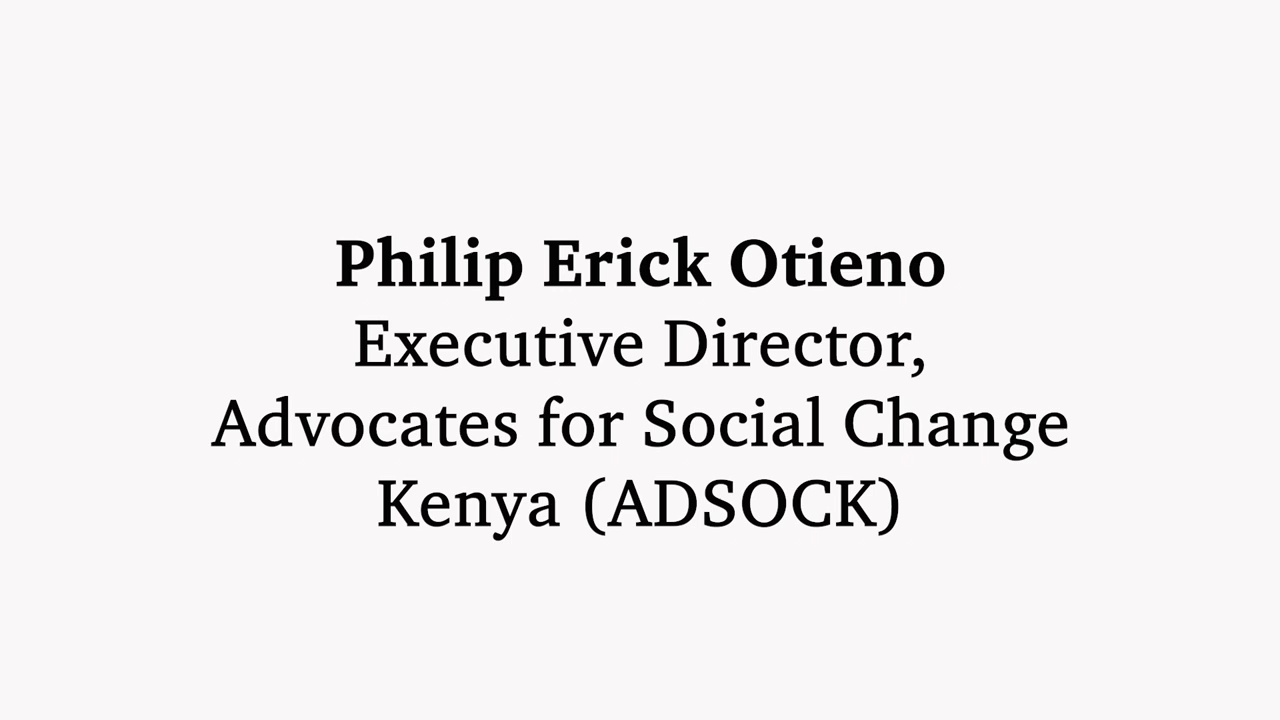 Philip Erick Otieno
Executive Director,
Advocates for Social Change
Kenya (ADSOCK)